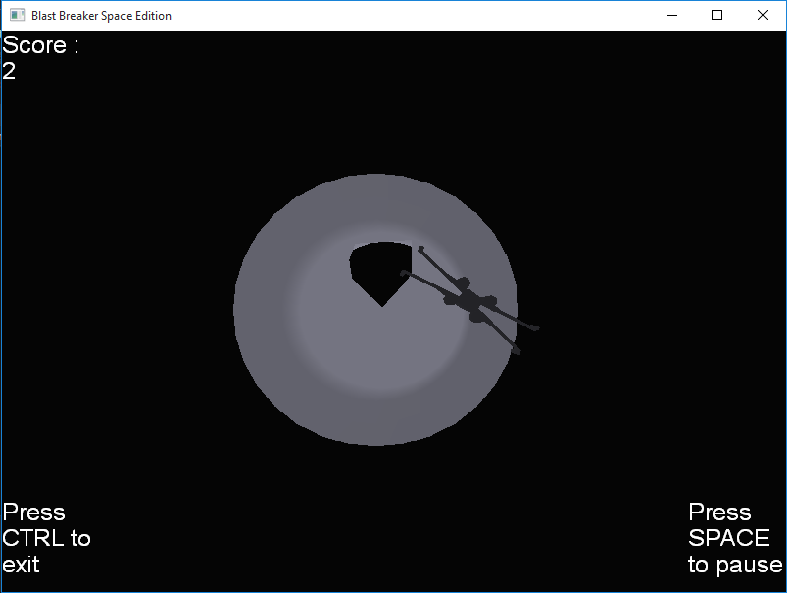 Blast Breaker Space Edition
Score :
2
Press
CTRL to
exit
Press
SPACE
to pause